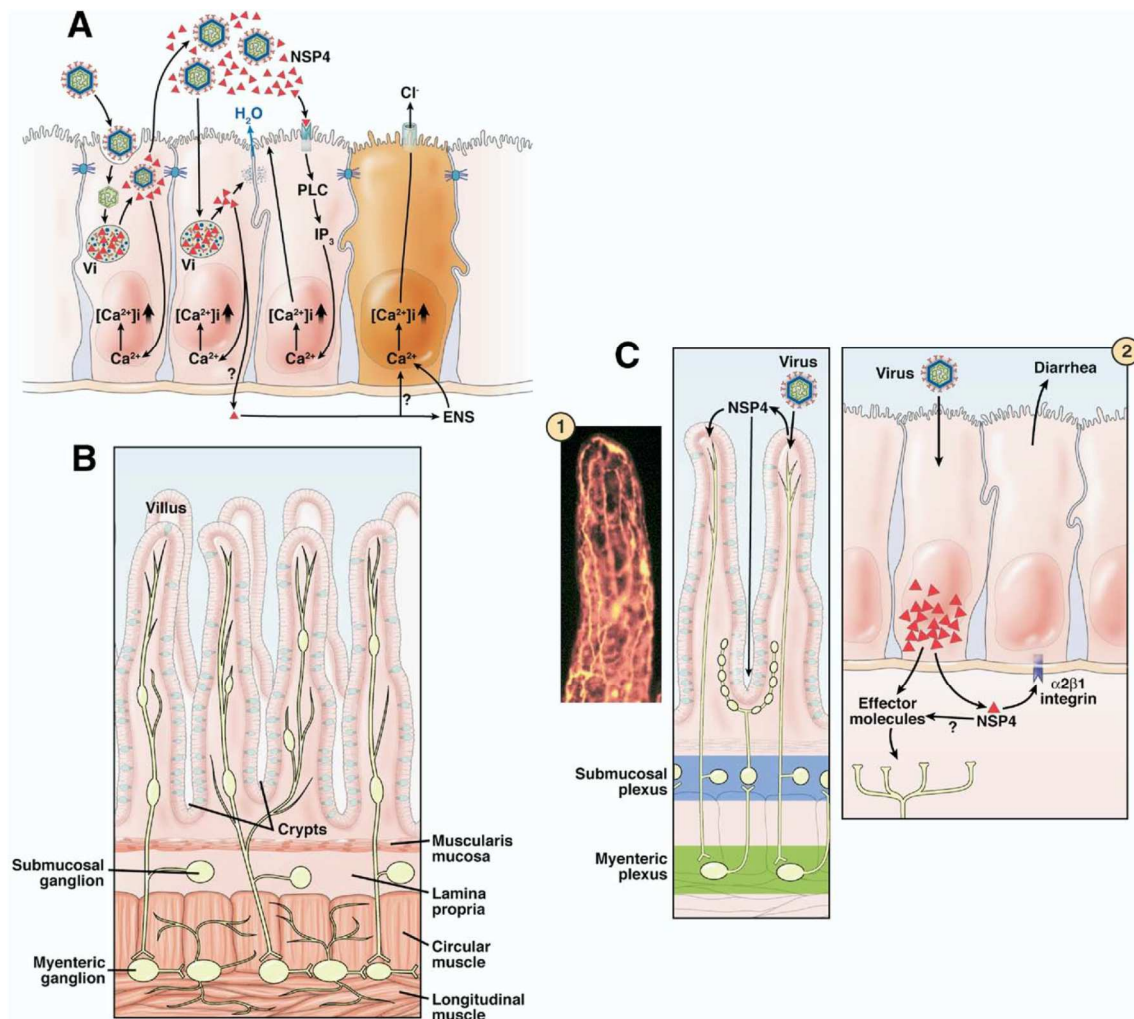 A
NSP4
H₂O
Cl⁻
PLC
IP₃
Vi
Vi
[Ca²⁺]i
[Ca²⁺]i
[Ca²⁺]i
[Ca²⁺]i
Ca²⁺
Ca²⁺
Ca²⁺
Ca²⁺
?
?
ENS
B
Villus
Crypts
Submucosal
ganglion
Myenteric
ganglion
Muscularis
mucosa
Lamina
propria
Circular
muscle
Longitudinal
muscle
C
1
Virus
NSP4
Submucosal
plexus
Myenteric
plexus
2
Virus
Diarrhea
α2β1
integrin
Effector
molecules
?
NSP4